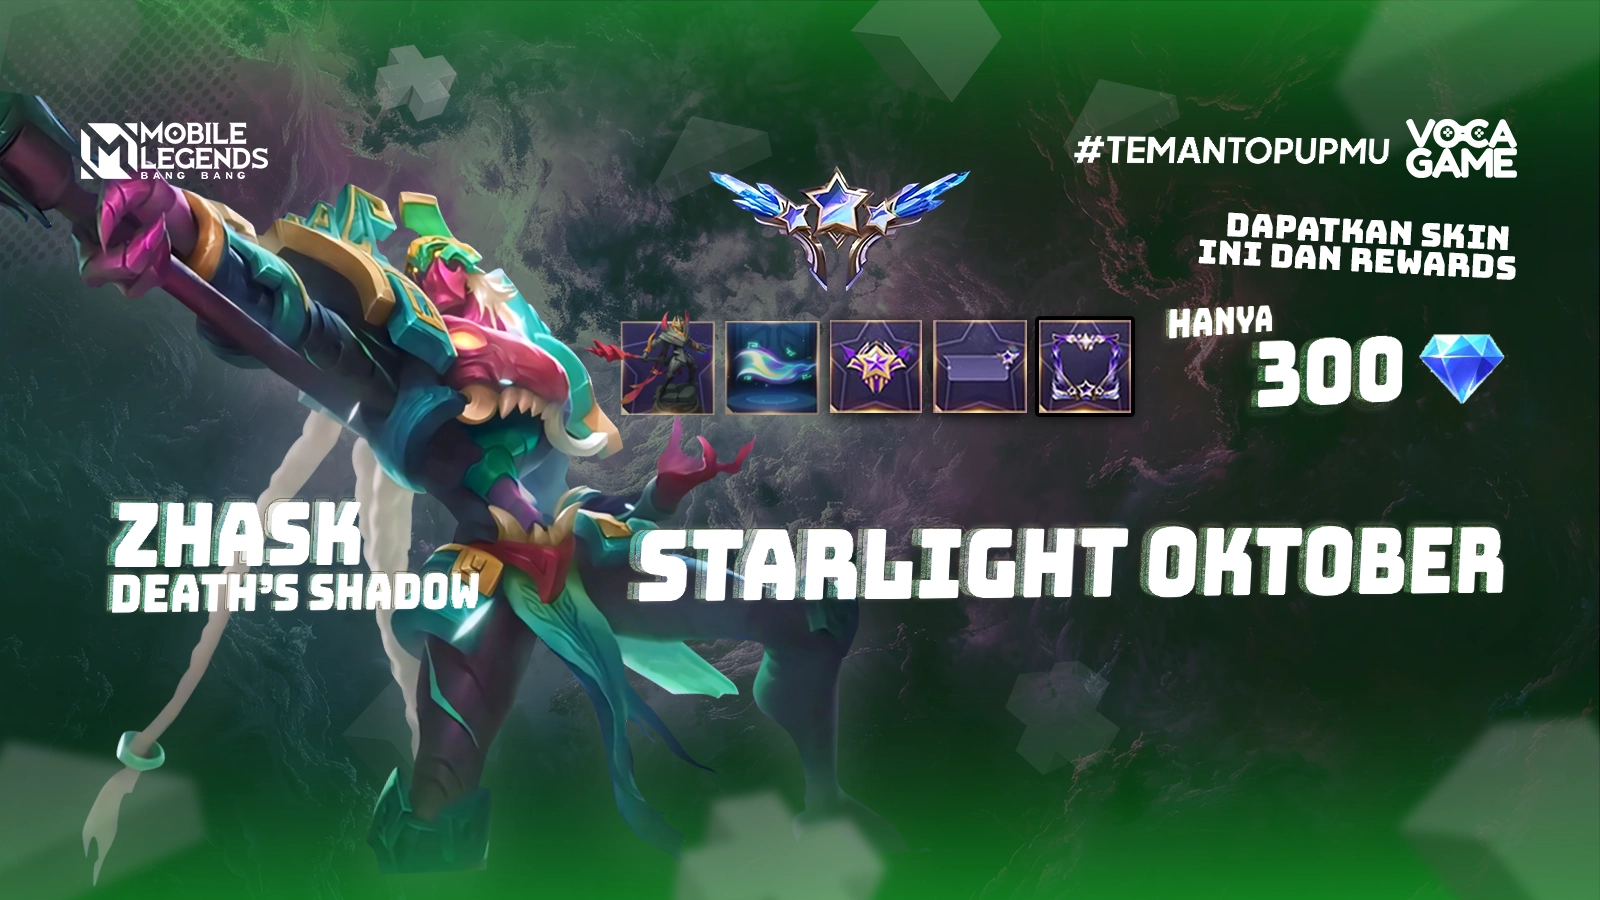 MOBILE
LEGENDS
BANG BANG
#TEMANTOPUPMU
VOCA
GAME
DAPATKAN SKIN
INI DAN REWARDS
HANYA
300
ZHASK
DEATH'S SHADOW
STARLIGHT OKTOBER